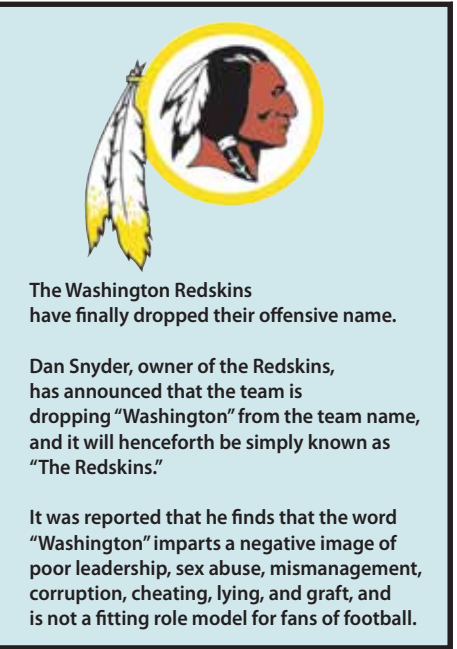 The Washington Redskins
have finally dropped their offensive name.
Dan Snyder, owner of the Redskins,
has announced that the team is
dropping “Washington” from the team name,
and it will henceforth be simply known as
“The Redskins.”
It was reported that he finds that the word
“Washington” imparts a negative image of
poor leadership, sex abuse, mismanagement,
corruption, cheating, lying, and graft, and
is not a fitting role model for fans of football.